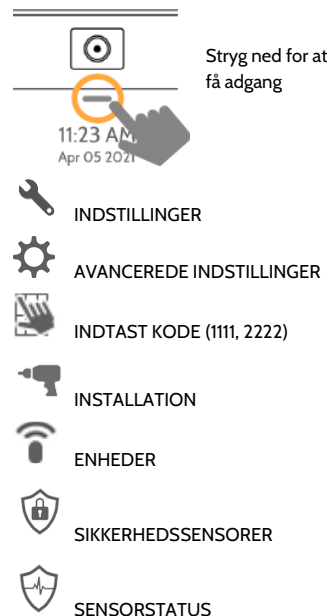 Stryg ned for at
få adgang
11:23 AM
Apr 05 2021
INDSTILLINGER
AVANCEREDE INDSTILLINGER
INDTAST KODE (1111, 2222)
INSTALLATION
ENHEDER
SIKKERHEDSSENSORER
SENSORSTATUS